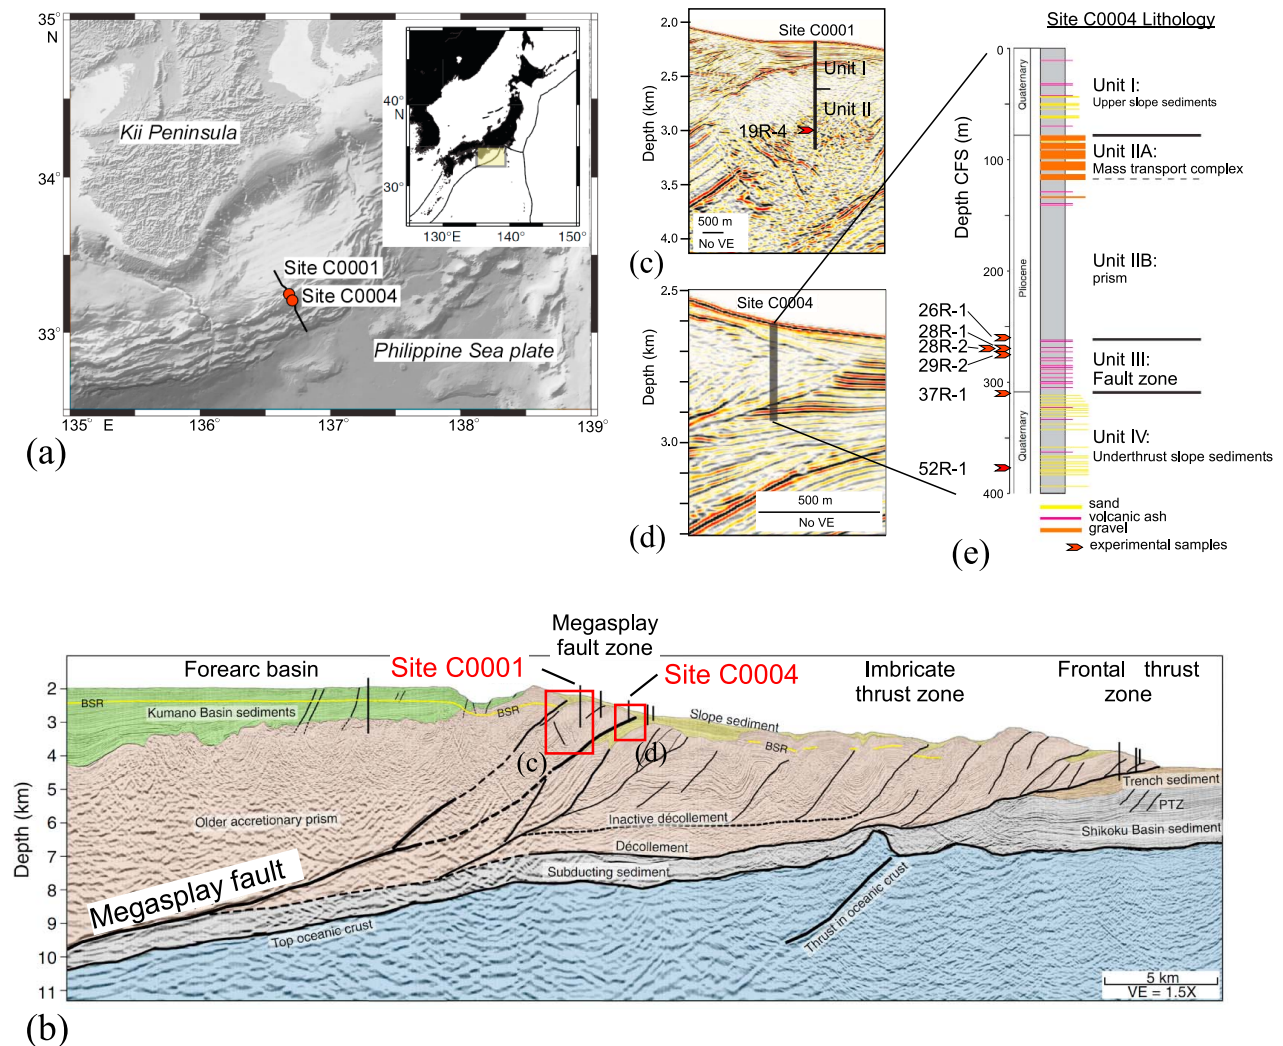 35°
N
34°
33°
135° E
136°
137°
138°
139°
Kii Peninsula
Site C0001
Site C0004
Philippine Sea plate
40°
N
30°
130°E
140°
150°
(a)
2.0
2.5
3.0
3.5
4.0
Depth (km)
Site C0001
Unit I
Unit II
19R-4
500 m
No VE
(c)
2.5
3.0
Depth (km)
Site C0004
500 m
No VE
(d)
Site C0004 Lithology
0
100
200
300
400
Depth CFS (m)
Quaternary
Pliocene
Quaternary
Unit I:
Upper slope sediments
Unit IIA:
Mass transport complex
Unit IIB:
prism
Unit III:
Fault zone
Unit IV:
Underthrust slope sediments
26R-1
28R-1
28R-2
29R-2
37R-1
52R-1
sand
volcanic ash
gravel
experimental samples
(e)
Megasplay
fault zone
Forearc basin
Site C0001
Site C0004
Imbricate
thrust zone
Frontal thrust
zone
2
3
4
5
6
7
8
9
10
11
Depth (km)
BSR
Kumano Basin sediments
BSR
Slope sediment
BSR
(c)
(d)
Older accretionary prism
Inactive décollement
Décollement
Subducting sediment
Megasplay fault
Top oceanic crust
Thrust in oceanic crust
Trench sediment
PTZ
Shikoku Basin sediment
5 km
VE = 1.5X
(b)